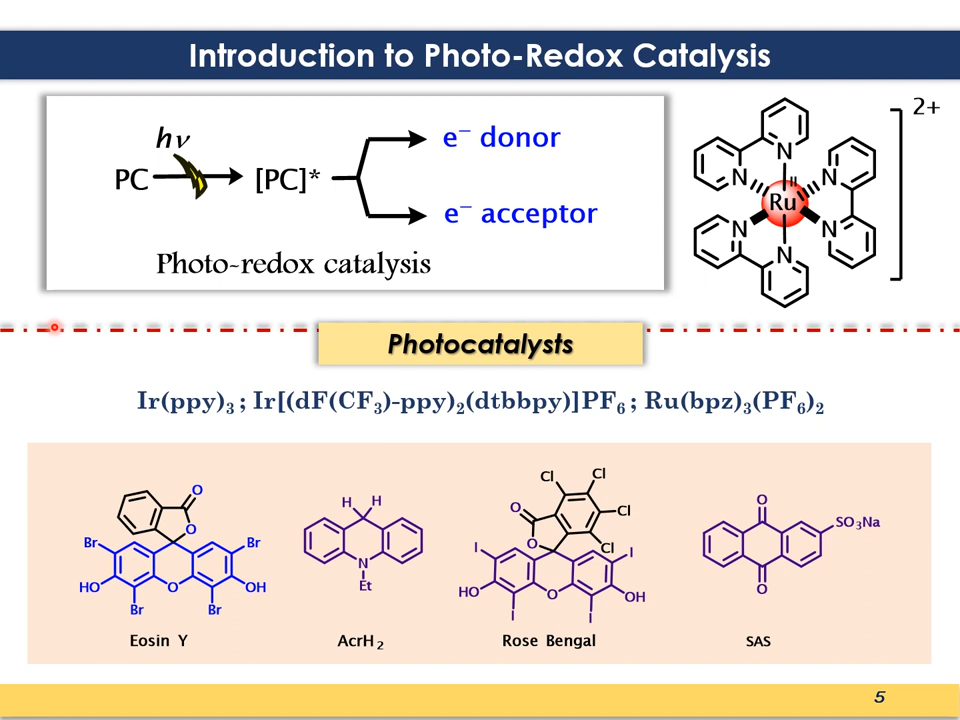 Introduction to Photo-Redox Catalysis
hν
PC [PC]* e⁻ donor
e⁻ acceptor
Photo-redox catalysis
2+
N
N N
II
Ru
N N
N
Photocatalysts
Ir(ppy)₃ ; Ir[(dF(CF₃)-ppy)₂(dtbbpy)]PF₆ ; Ru(bpz)₃(PF₆)₂
O
O
Br Br
HO O OH
Br Br
Eosin Y
H H
N
Et
AcrH₂
Cl Cl
O Cl
O Cl
I I
HO O OH
I I
Rose Bengal
O
SO₃Na
O
SAS
5